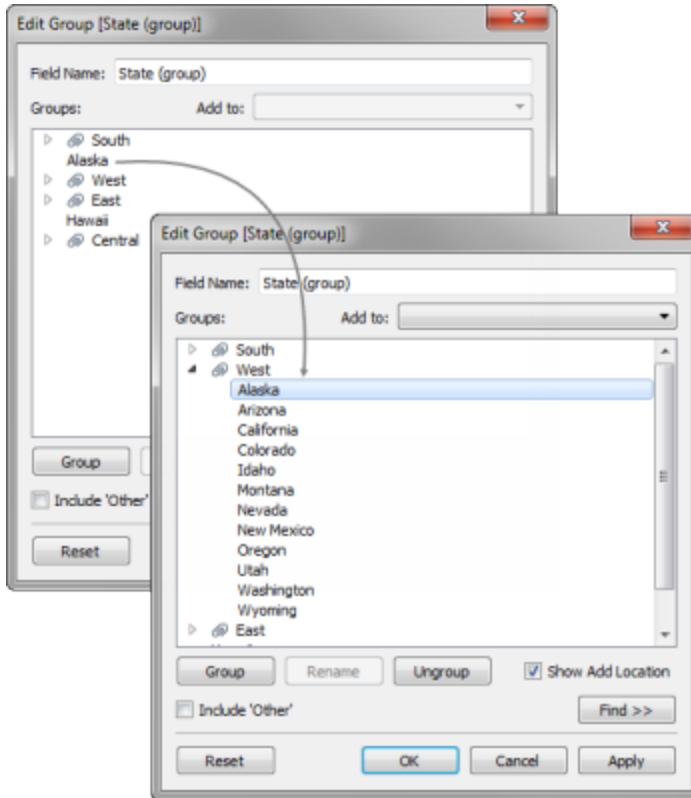 Edit Group [State (group)]
Field Name: State (group)
Groups: Add to:
South
Alaska
West
East
Hawaii
Central
Group
Include 'Other'
Reset
Edit Group [State (group)]
Field Name: State (group)
Groups: Add to:
South
West
Alaska
Arizona
California
Colorado
Idaho
Montana
Nevada
New Mexico
Oregon
Utah
Washington
Wyoming
East
Group Rename Ungroup Show Add Location
Include 'Other' Find >>
Reset OK Cancel Apply